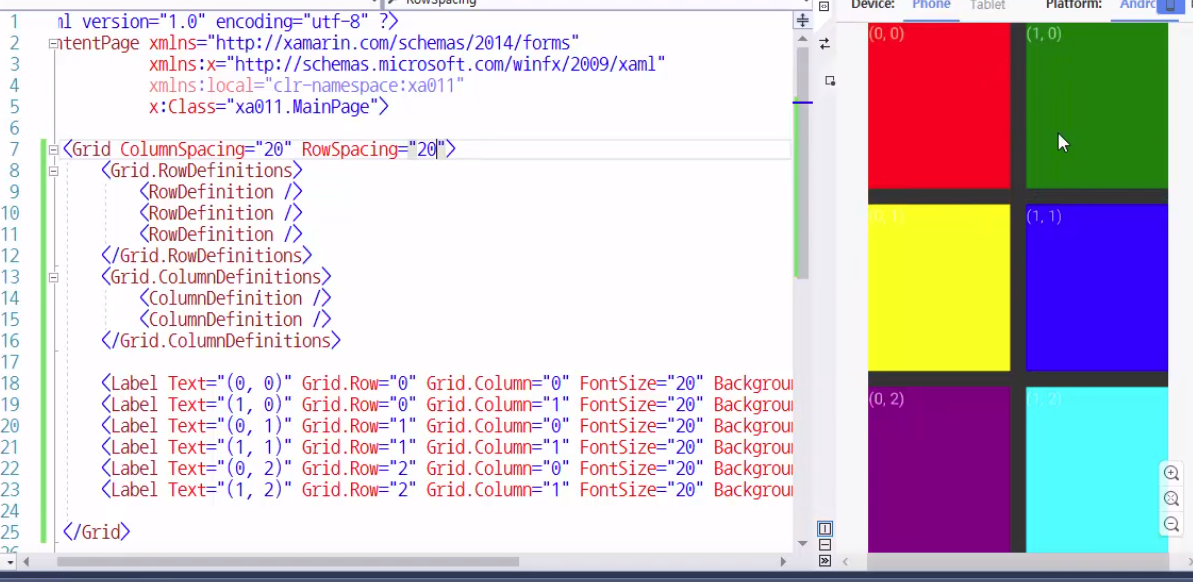 RowSpacing
Device: Phone Tablet Platform:
1 ml version="1.0" encoding="utf-8" ?>
2 ntentPage xmlns="http://xamarin.com/schemas/2014/forms"
3 xmlns:x="http://schemas.microsoft.com/winfx/2009/xaml"
4 xmlns:local="clr-namespace:xa011"
5 x:Class="xa011.MainPage">
6
7 <Grid ColumnSpacing="20" RowSpacing="20">
8 <Grid.RowDefinitions>
9 <RowDefinition />
10 <RowDefinition />
11 <RowDefinition />
12 </Grid.RowDefinitions>
13 <Grid.ColumnDefinitions>
14 <ColumnDefinition />
15 <ColumnDefinition />
16 </Grid.ColumnDefinitions>
17
18 <Label Text="(0, 0)" Grid.Row="0" Grid.Column="0" FontSize="20" Backgrou
19 <Label Text="(1, 0)" Grid.Row="0" Grid.Column="1" FontSize="20" Backgrou
20 <Label Text="(0, 1)" Grid.Row="1" Grid.Column="0" FontSize="20" Backgrou
21 <Label Text="(1, 1)" Grid.Row="1" Grid.Column="1" FontSize="20" Backgrou
22 <Label Text="(0, 2)" Grid.Row="2" Grid.Column="0" FontSize="20" Backgrou
23 <Label Text="(1, 2)" Grid.Row="2" Grid.Column="1" FontSize="20" Backgrou
24
25 </Grid>
(0, 0) (1, 0)
(0, 1) (1, 1)
(0, 2) (1, 2)